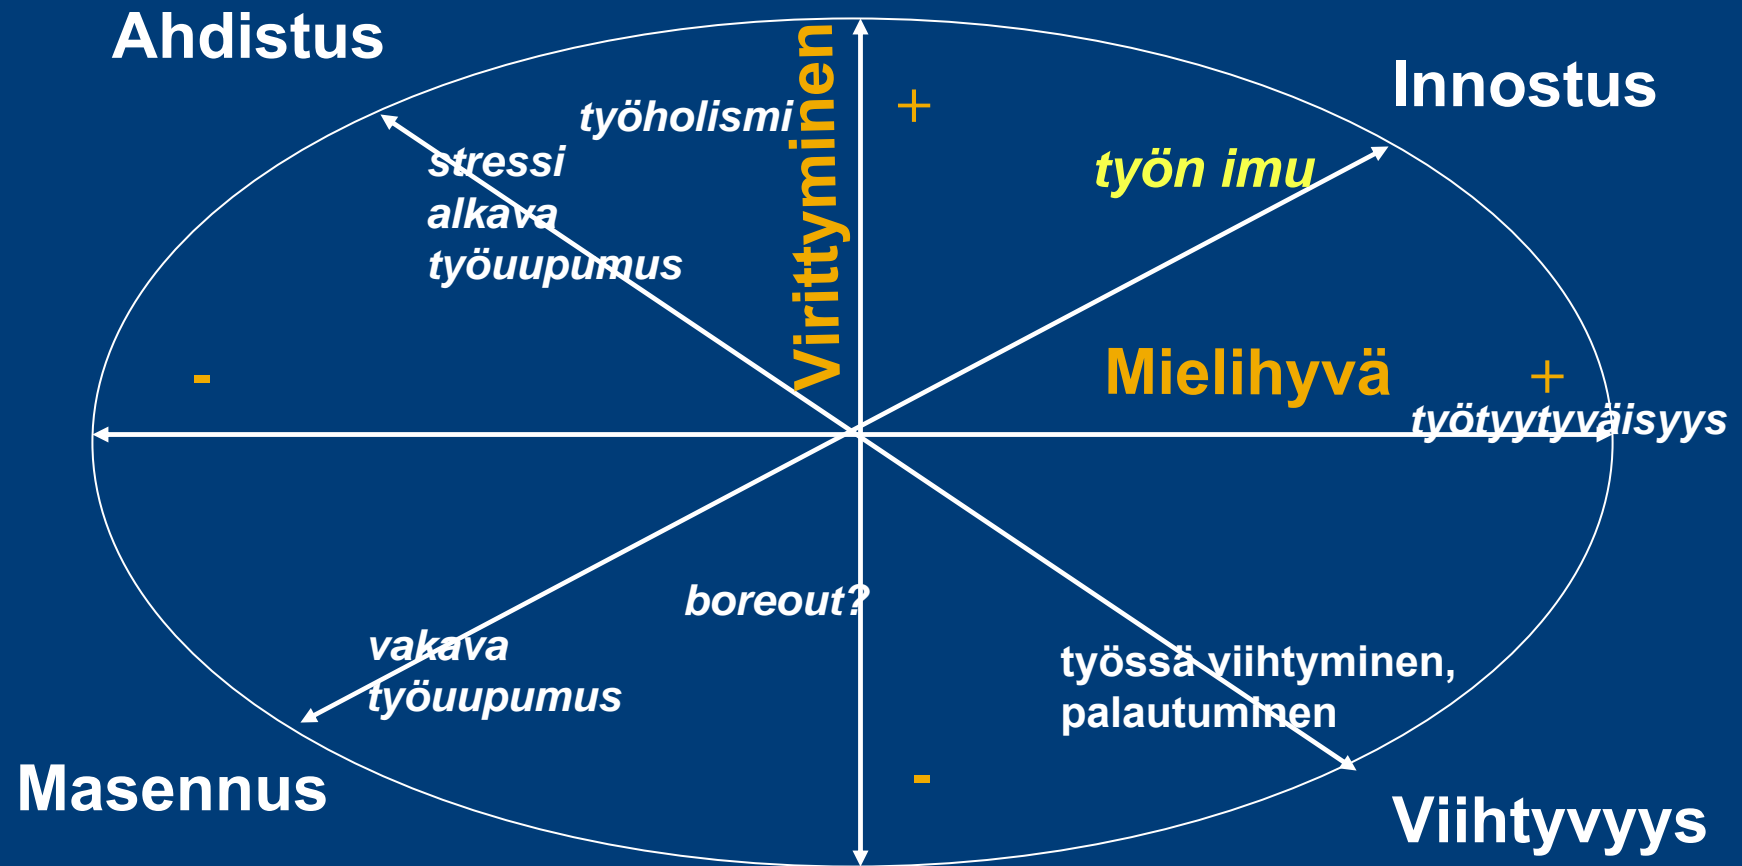 Ahdistus
Innostus
Virittyminen
+
työholismi
työn imu
stressi
alkava
työuupumus
-
Mielihyvä
+
työtyytyväisyys
boreout?
vakava
työuupumus
työssä viihtyminen,
palautuminen
-
Masennus
Viihtyvyys